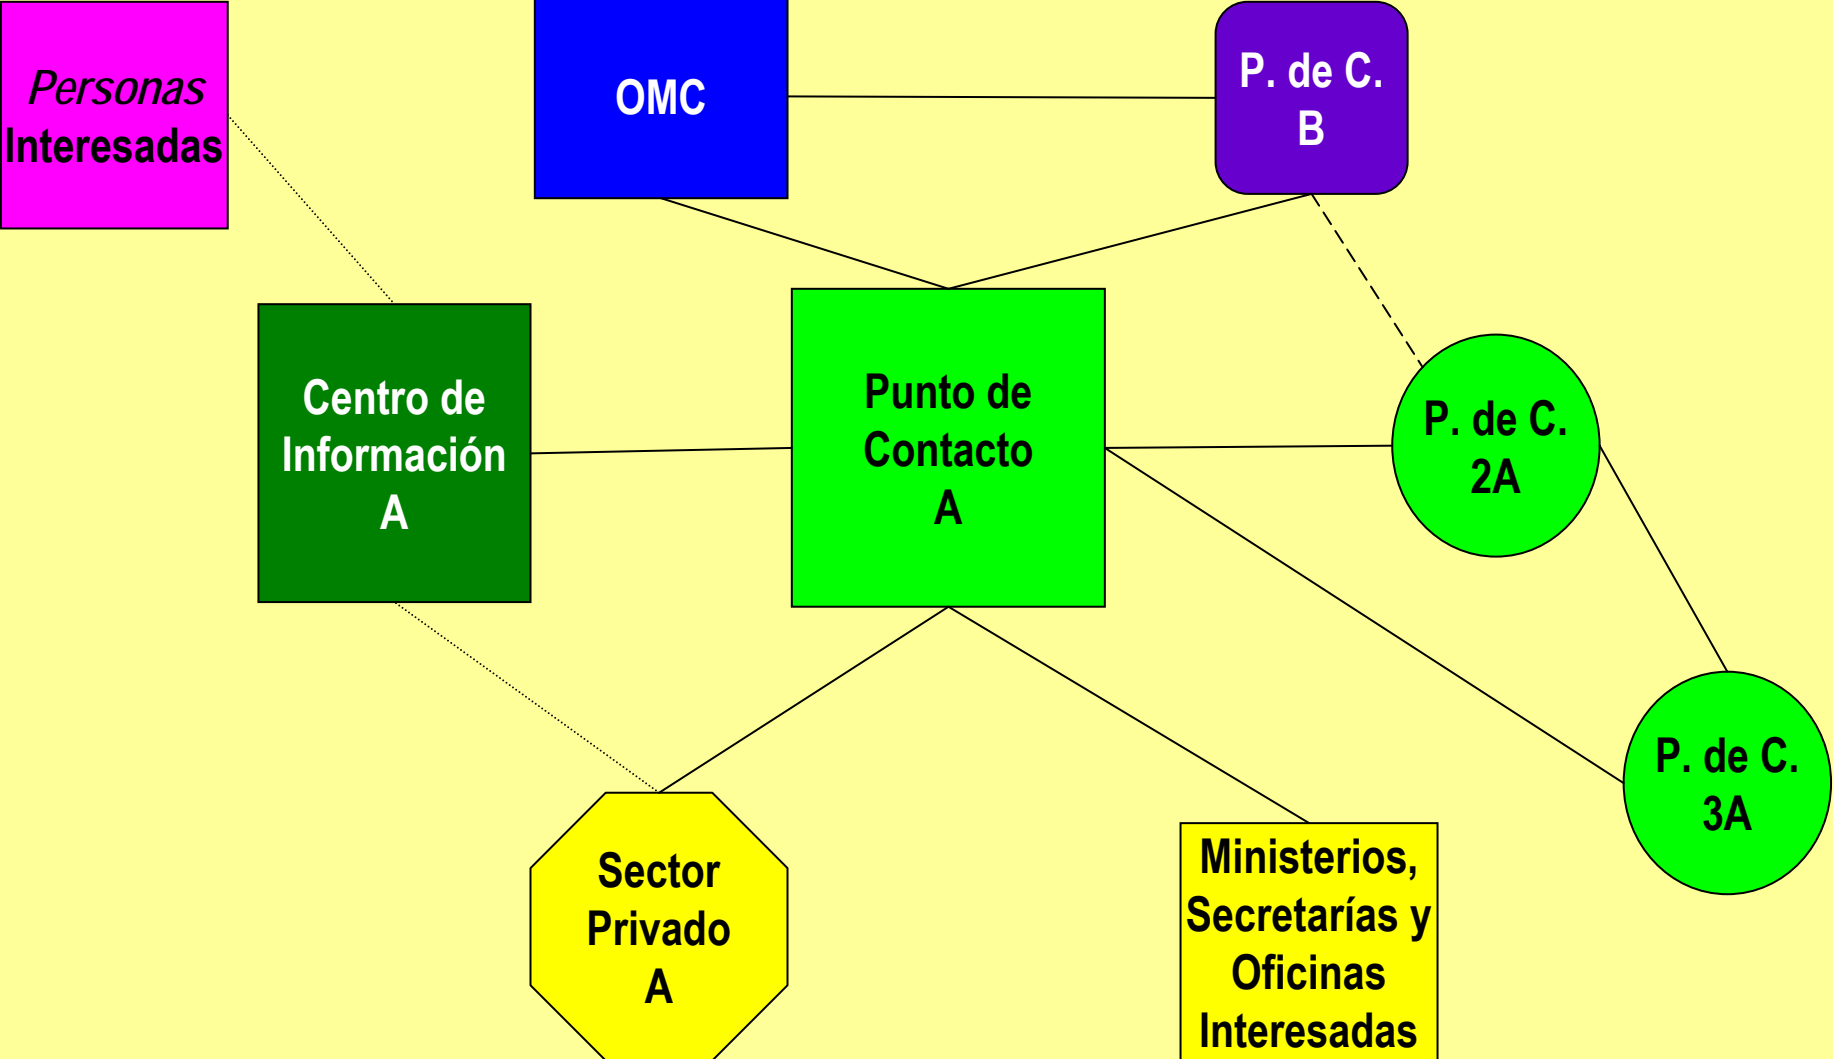 Personas
Interesadas
OMC
P. de C.
B
Centro de
Información
A
Punto de
Contacto
A
P. de C.
2A
P. de C.
3A
Sector
Privado
A
Ministerios,
Secretarías y
Oficinas
Interesadas